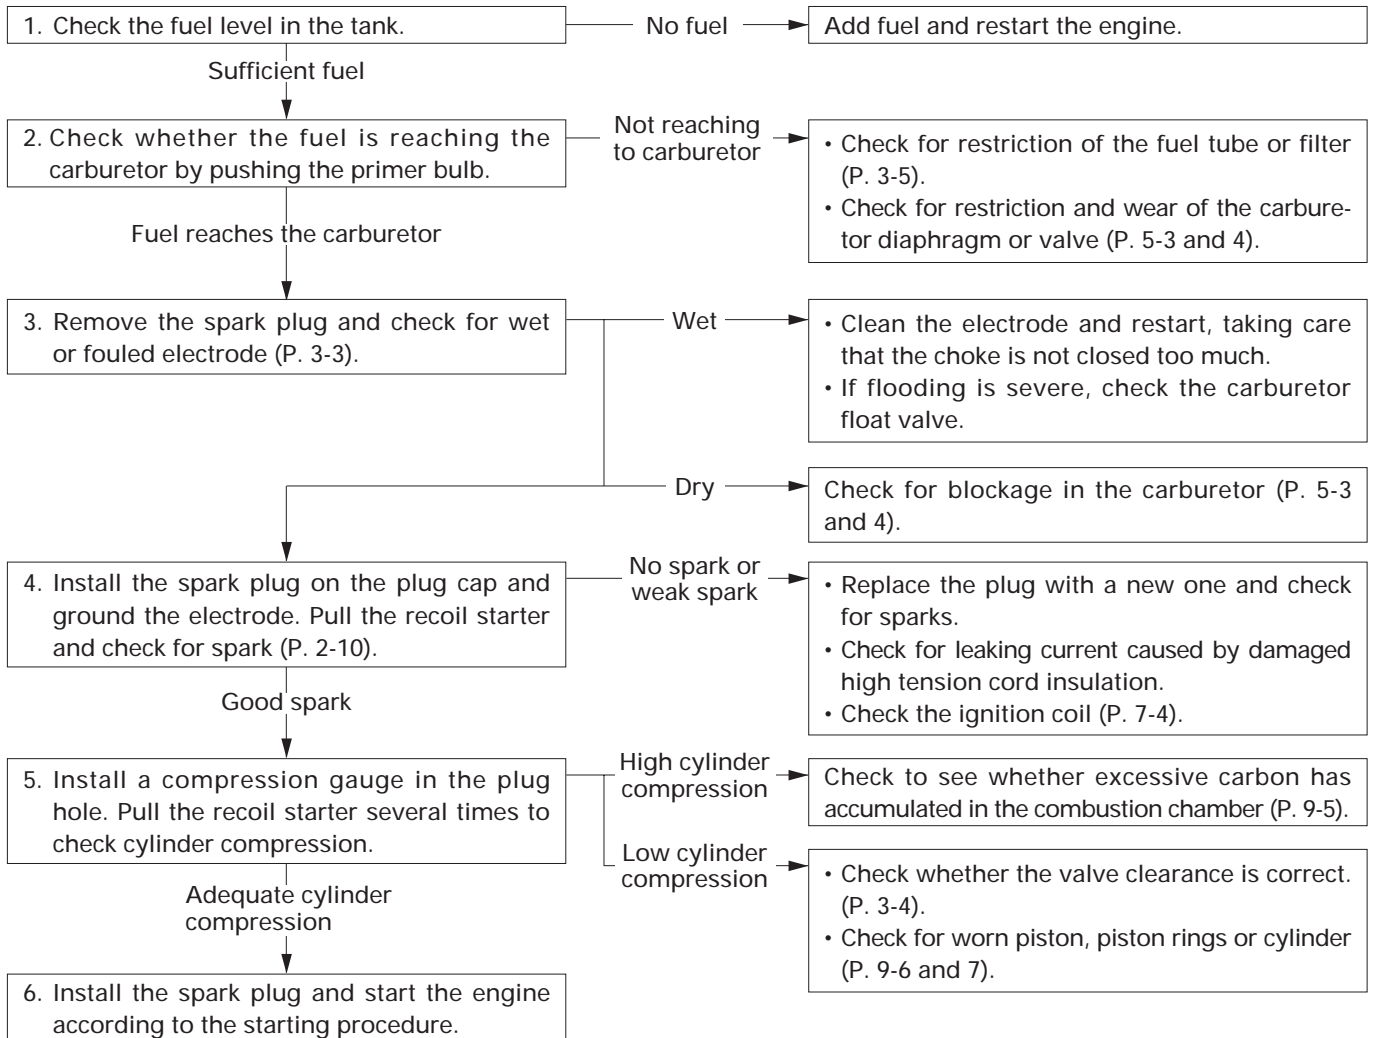 1. Check the fuel level in the tank.
No fuel
Add fuel and restart the engine.
Sufficient fuel
2. Check whether the fuel is reaching the
carburetor by pushing the primer bulb.
Not reaching
to carburetor
• Check for restriction of the fuel tube or filter
(P. 3-5).
• Check for restriction and wear of the carbure-
tor diaphragm or valve (P. 5-3 and 4).
Fuel reaches the carburetor
3. Remove the spark plug and check for wet
or fouled electrode (P. 3-3).
Wet
• Clean the electrode and restart, taking care
that the choke is not closed too much.
• If flooding is severe, check the carburetor
float valve.
Dry
Check for blockage in the carburetor (P. 5-3
and 4).
4. Install the spark plug on the plug cap and
ground the electrode. Pull the recoil starter
and check for spark (P. 2-10).
No spark or
weak spark
• Replace the plug with a new one and check
for sparks.
• Check for leaking current caused by damaged
high tension cord insulation.
• Check the ignition coil (P. 7-4).
Good spark
5. Install a compression gauge in the plug
hole. Pull the recoil starter several times to
check cylinder compression.
High cylinder
compression
Check to see whether excessive carbon has
accumulated in the combustion chamber (P. 9-5).
Low cylinder
compression
• Check whether the valve clearance is correct.
(P. 3-4).
• Check for worn piston, piston rings or cylinder
(P. 9-6 and 7).
Adequate cylinder
compression
6. Install the spark plug and start the engine
according to the starting procedure.